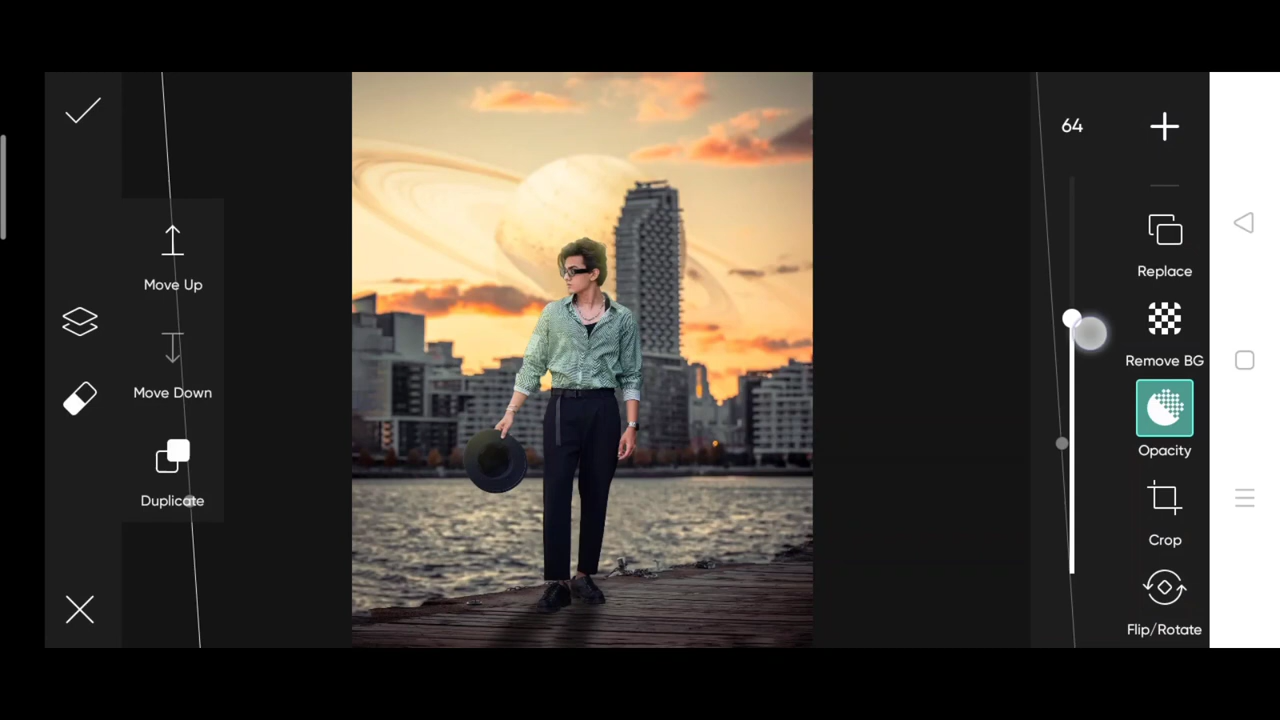 Move Up
Move Down
Duplicate
64
Replace
Remove BG
Opacity
Crop
Flip/Rotate